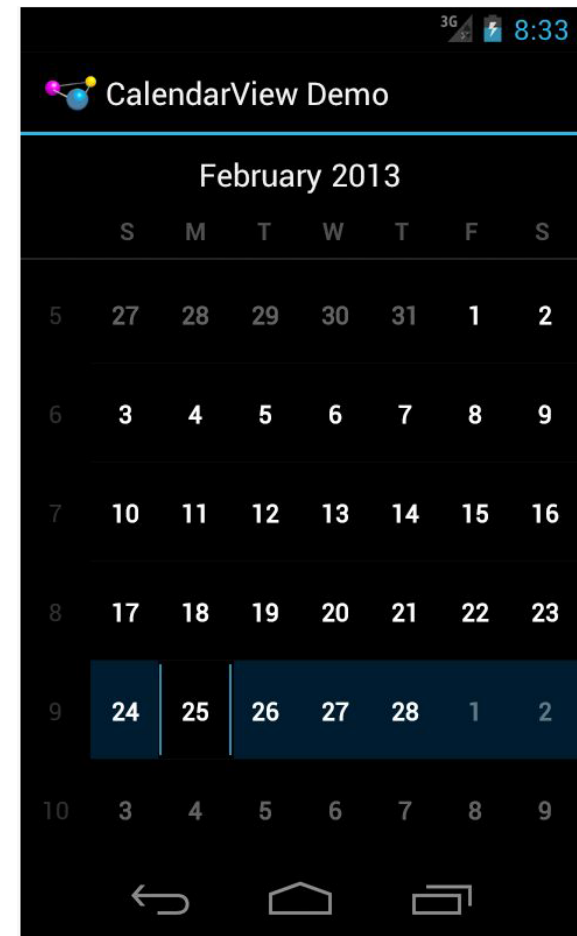 3G 8:33
CalendarView Demo
February 2013
S M T W T F S
5 27 28 29 30 31 1 2
6 3 4 5 6 7 8 9
7 10 11 12 13 14 15 16
8 17 18 19 20 21 22 23
9 24 25 26 27 28 1 2
10 3 4 5 6 7 8 9